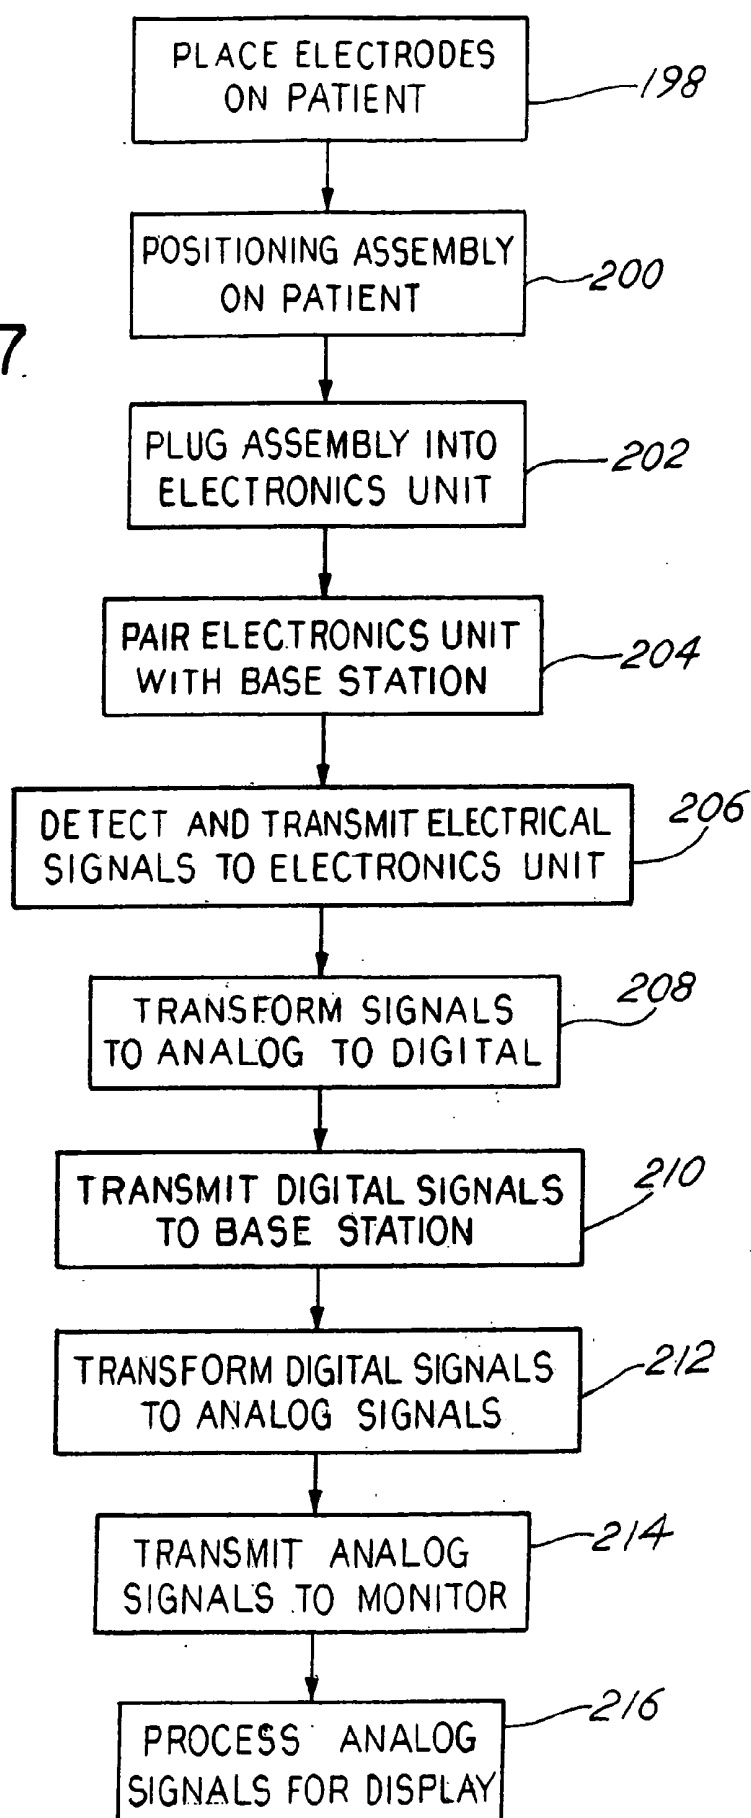 PLACE ELECTRODES
ON PATIENT
198
POSITIONING ASSEMBLY
ON PATIENT
200
7
PLUG ASSEMBLY INTO
ELECTRONICS UNIT
202
PAIR ELECTRONICS UNIT
WITH BASE STATION
204
DETECT AND TRANSMIT ELECTRICAL
SIGNALS TO ELECTRONICS UNIT
206
TRANSFORM SIGNALS
TO ANALOG TO DIGITAL
208
TRANSMIT DIGITAL SIGNALS
TO BASE STATION
210
TRANSFORM DIGITAL SIGNALS
TO ANALOG SIGNALS
212
TRANSMIT ANALOG
SIGNALS TO MONITOR
214
PROCESS ANALOG
SIGNALS FOR DISPLAY
216